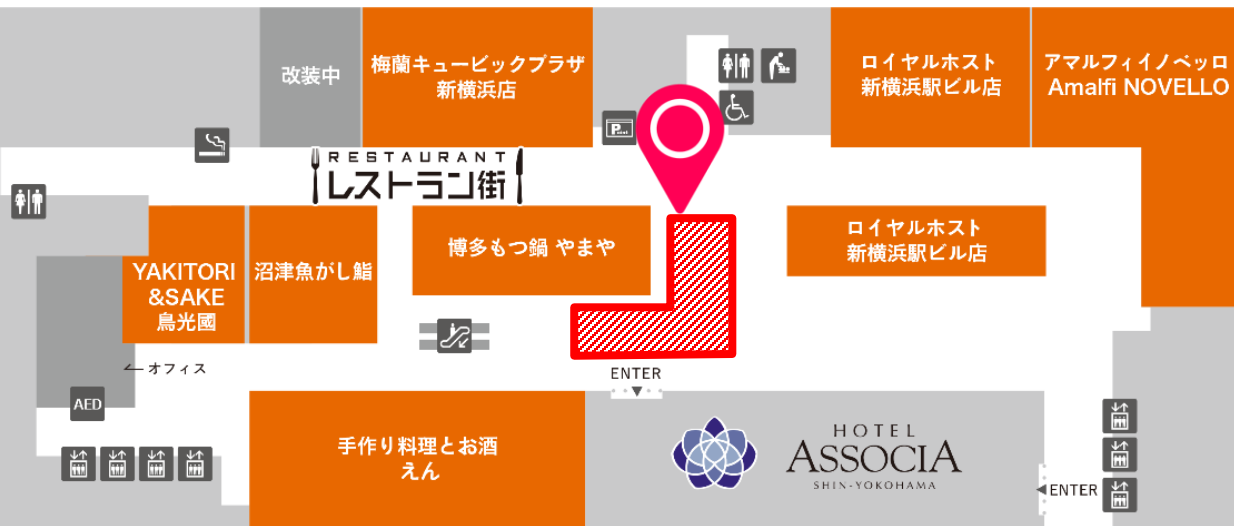 改装中
梅蘭キュービックプラザ
新横浜店
ロイヤルホスト
新横浜駅ビル店
アマルフィイノベッロ
Amalfi NOVELLO
RESTAURANT
レストラン街
YAKITORI
&SAKE
鳥光國
沼津魚がし鮨
博多もつ鍋 やまや
ロイヤルホスト
新横浜駅ビル店
オフィス
ENTER
AED
手作り料理とお酒
えん
HOTEL
ASSOCIA
SHIN-YOKOHAMA
ENTER